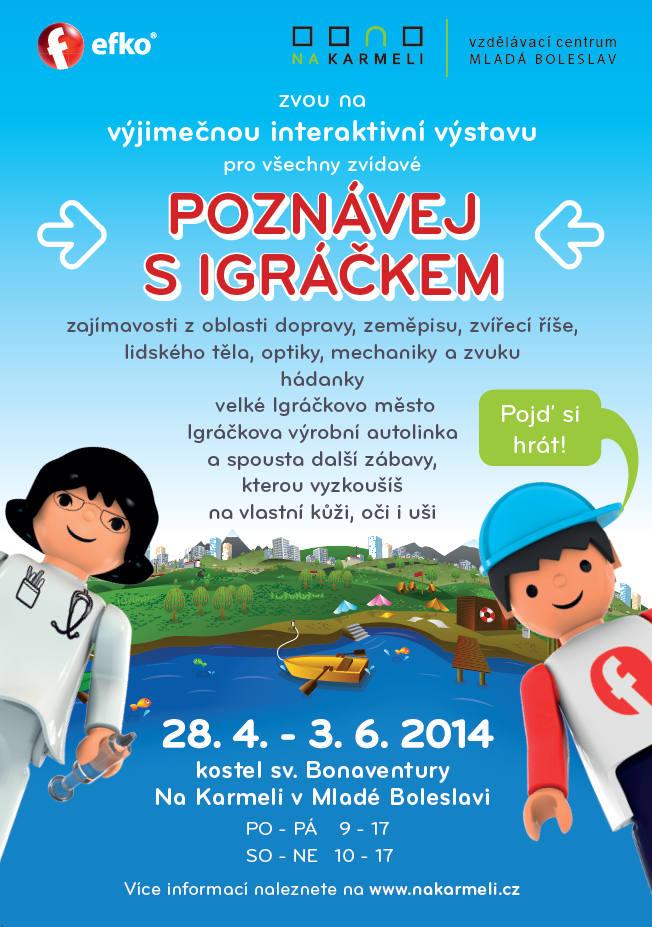 efko®
NA KARMELI
vzdělávací centrum
MLADÁ BOLESLAV
zvou na
výjimečnou interaktivní výstavu
pro všechny zvídavé
POZNÁVEJ
S IGRÁČKEM
zajímavosti z oblasti dopravy, zeměpisu, zvířecí říše,
lidského těla, optiky, mechaniky a zvuku
hádanky
velké Igráčkovo město
Igráčkova výrobní autolinka
a spousta další zábavy,
kterou vyzkoušíš
na vlastní kůži, oči i uši
Pojď si
hrát!
28. 4. - 3. 6. 2014
kostel sv. Bonaventury
Na Karmeli v Mladé Boleslavi
PO - PÁ 9 - 17
SO - NE 10 - 17
Více informací naleznete na www.nakarmeli.cz